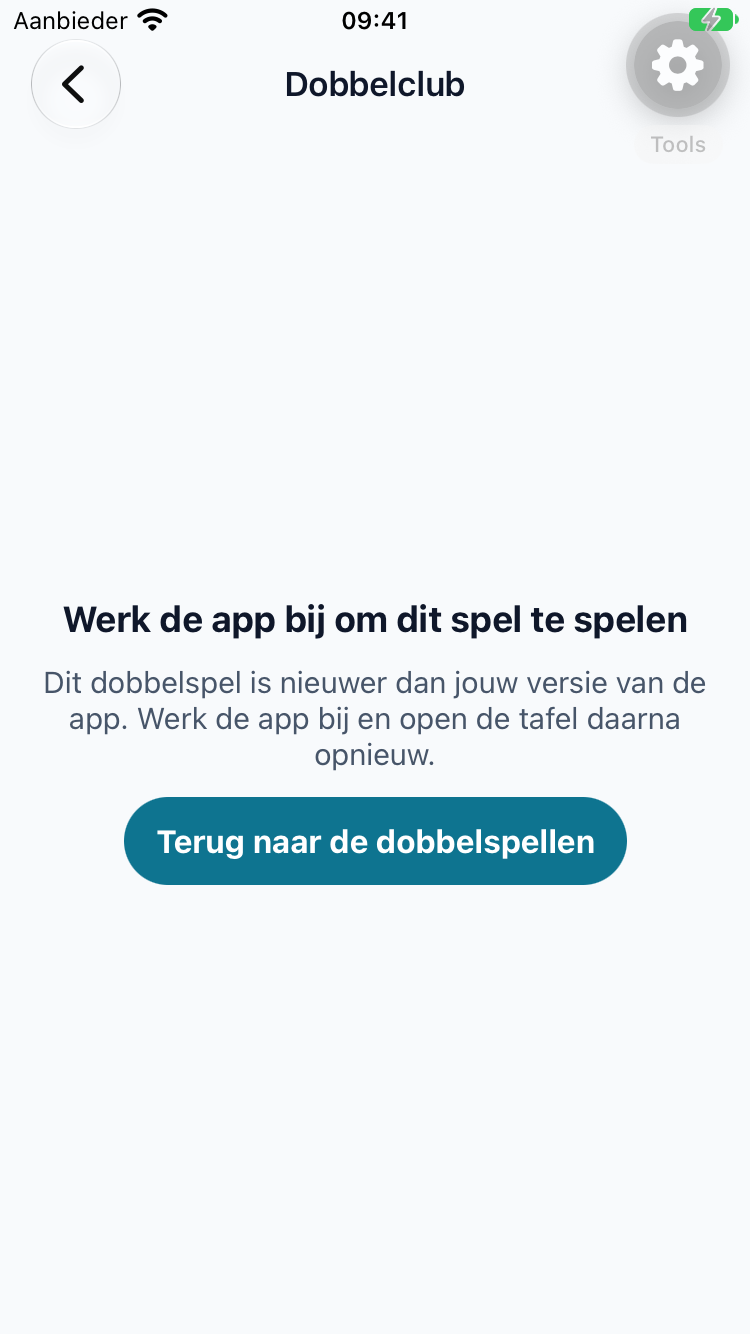 Aanbieder 09:41
Dobbelclub
Tools
Werk de app bij om dit spel te spelen
Dit dobbelspel is nieuwer dan jouw versie van de
app. Werk de app bij en open de tafel daarna
opnieuw.
Terug naar de dobbelspellen